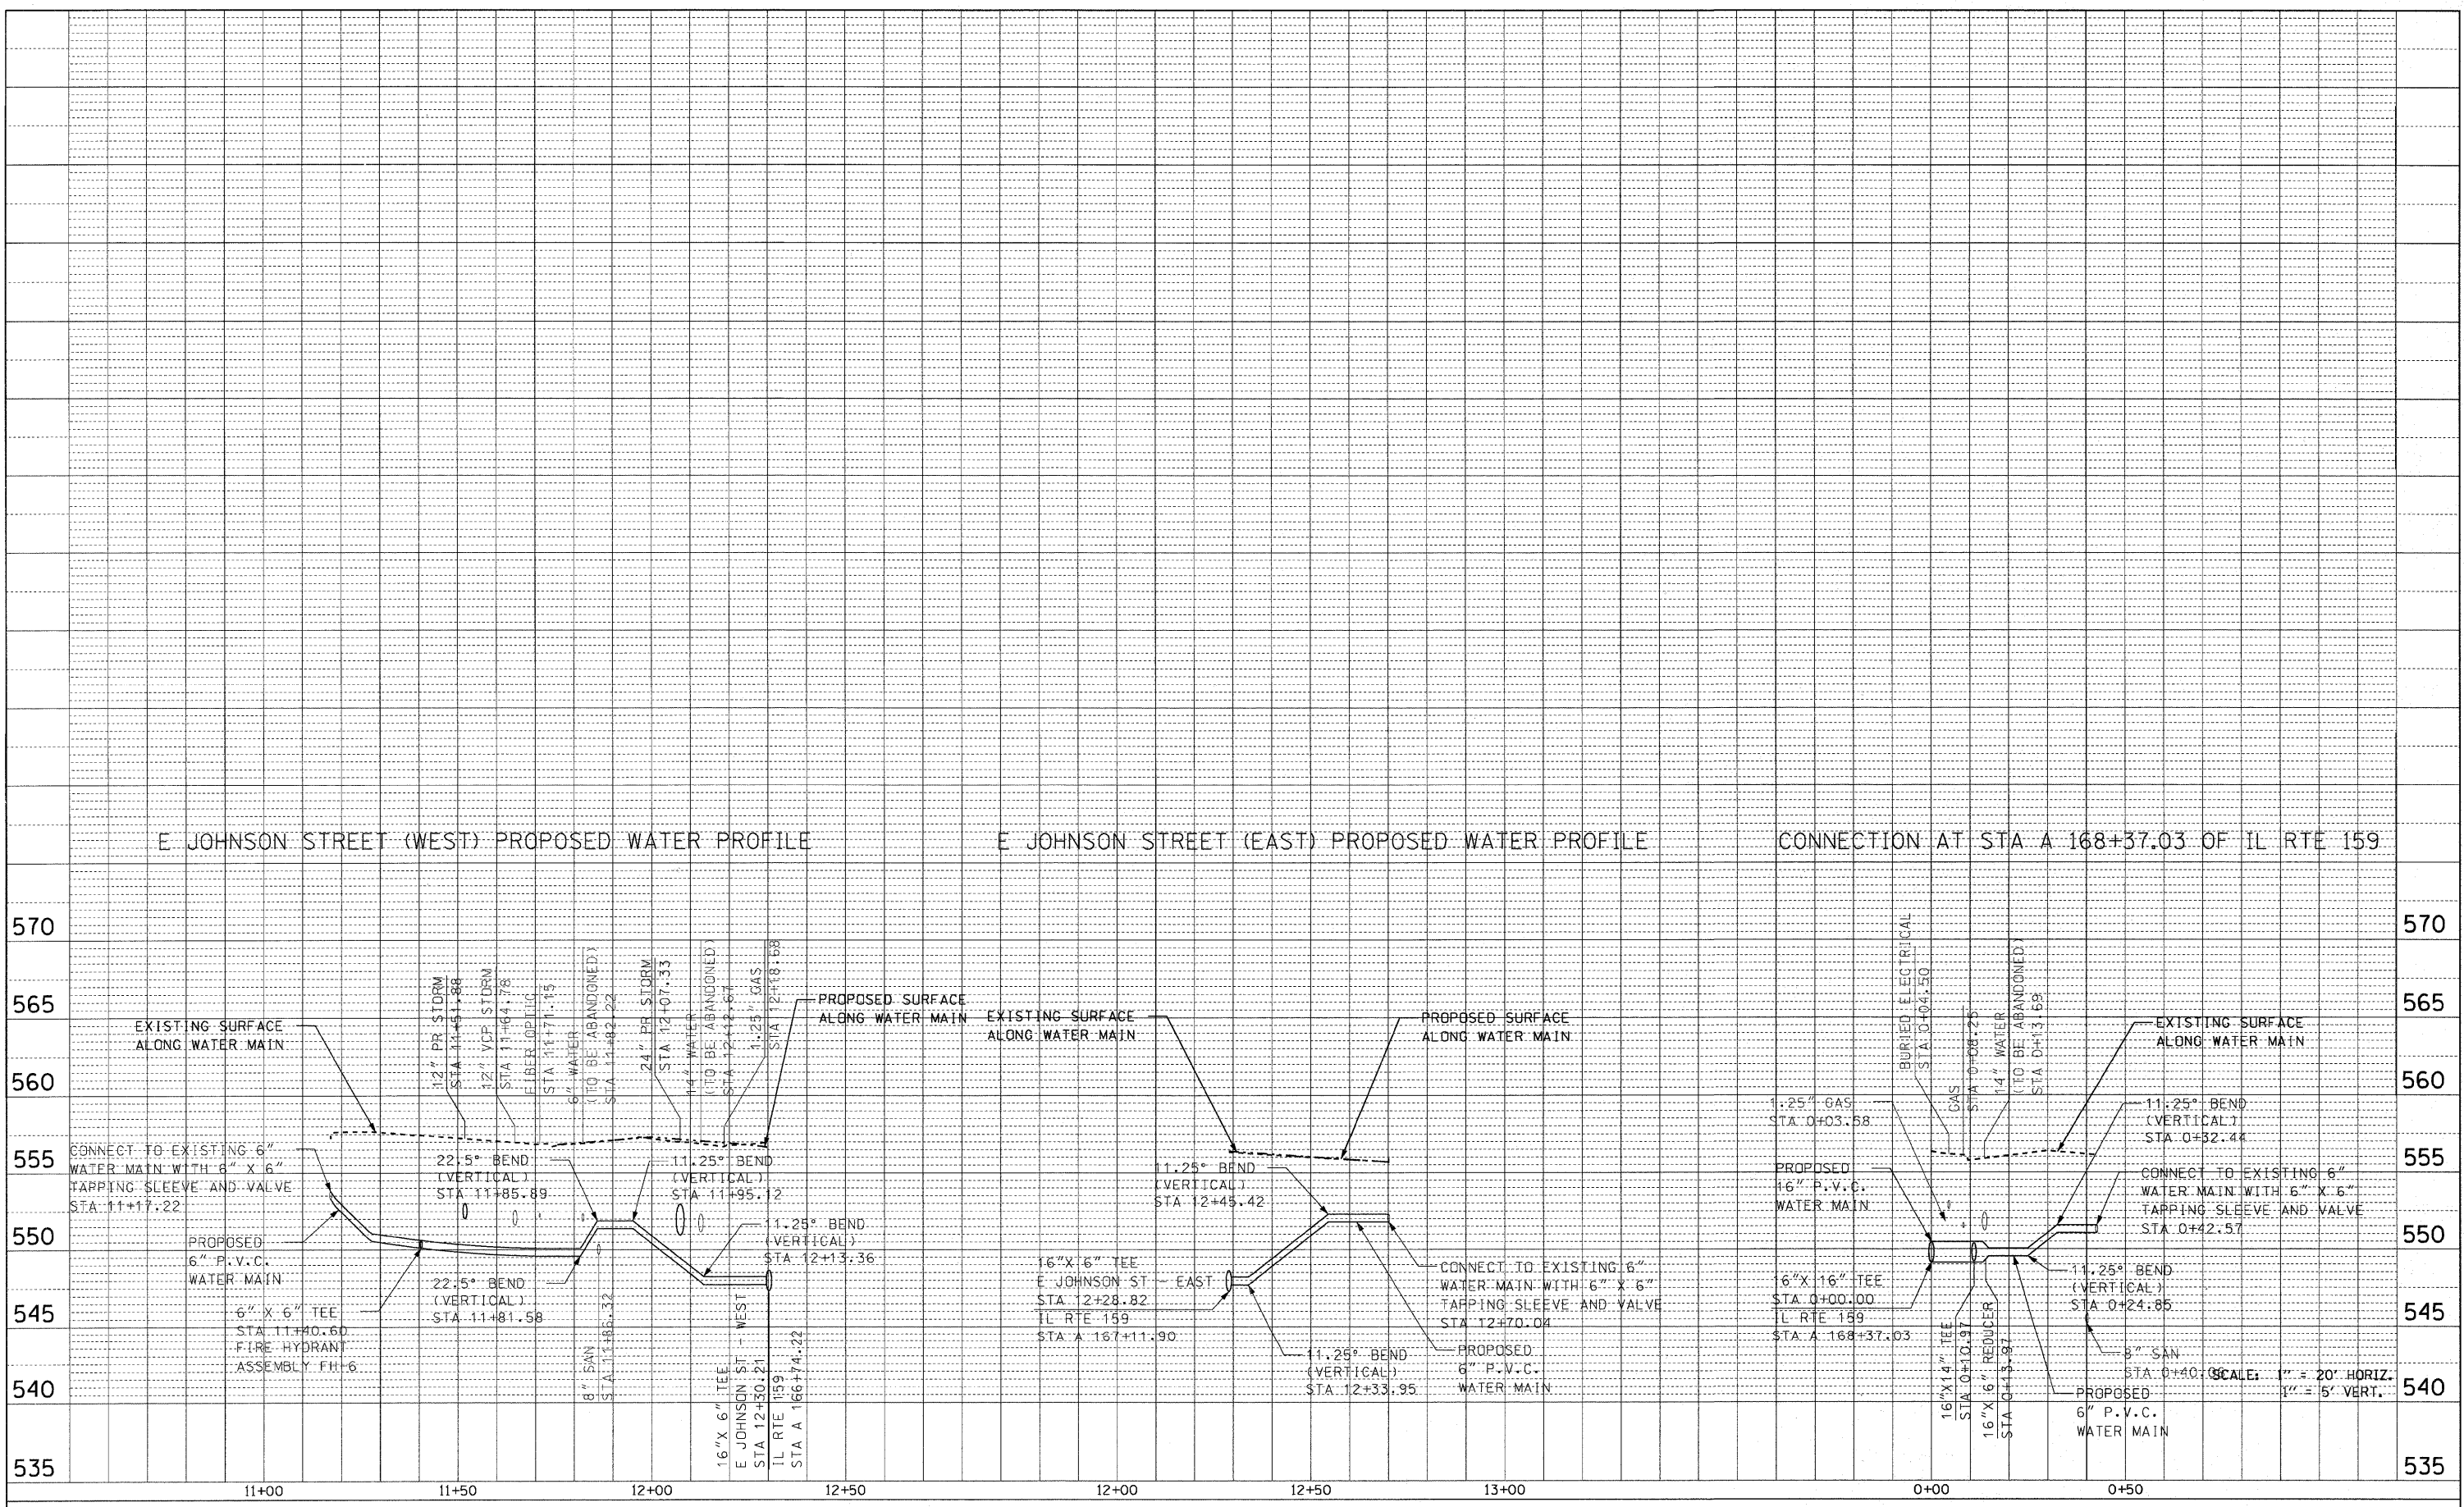 E JOHNSON STREET (WEST) PROPOSED WATER PROFILE
E JOHNSON STREET (EAST) PROPOSED WATER PROFILE
CONNECTION AT STA A 168+37.03 OF IL RTE 159
570
565
560
555
550
545
540
535
EXISTING SURFACE
ALONG WATER MAIN
12" PR STORM
STA 11+51.88
12" VCP STORM
STA 11+64.78
FIBER OPTIC
STA 11+71.15
6" WATER
(TO BE ABANDONED)
STA 11+82.22
24" PR STORM
STA 12+07.33
14" WATER
(TO BE ABANDONED)
STA 12+12.67
1.25" GAS
STA 12+18.68
PROPOSED SURFACE
ALONG WATER MAIN
CONNECT TO EXISTING 6"
WATER MAIN WITH 6" X 6"
TAPPING SLEEVE AND VALVE
STA 11+17.22
22.5° BEND
(VERTICAL)
STA 11+85.89
11.25° BEND
(VERTICAL)
STA 11+95.12
11.25° BEND
(VERTICAL)
STA 12+13.36
PROPOSED
6" P.V.C.
WATER MAIN
22.5° BEND
(VERTICAL)
STA 11+81.58
6" X 6" TEE
STA 11+40.60
FIRE HYDRANT
ASSEMBLY FH-6
8" SAN
STA 11+86.32
16"X 6" TEE
E JOHNSON ST - WEST
STA 12+30.21
IL RTE 159
STA A 166+74.22
11+00
11+50
12+00
12+50
EXISTING SURFACE
ALONG WATER MAIN
PROPOSED SURFACE
ALONG WATER MAIN
11.25° BEND
(VERTICAL)
STA 12+45.42
16"X 6" TEE
E JOHNSON ST - EAST
STA 12+28.82
IL RTE 159
STA A 167+11.90
CONNECT TO EXISTING 6"
WATER MAIN WITH 6" X 6"
TAPPING SLEEVE AND VALVE
STA 12+70.04
11.25° BEND
(VERTICAL)
STA 12+33.95
PROPOSED
6" P.V.C.
WATER MAIN
12+00
12+50
13+00
BURIED ELECTRICAL
STA 0+04.50
GAS
STA 0+08.25
14" WATER
(TO BE ABANDONED)
STA 0+13.69
EXISTING SURFACE
ALONG WATER MAIN
1.25" GAS
STA 0+03.58
11.25° BEND
(VERTICAL)
STA 0+32.44
PROPOSED
16" P.V.C.
WATER MAIN
CONNECT TO EXISTING 6"
WATER MAIN WITH 6" X 6"
TAPPING SLEEVE AND VALVE
STA 0+42.57
16"X 16" TEE
STA 0+00.00
IL RTE 159
STA A 168+37.03
11.25° BEND
(VERTICAL)
STA 0+24.85
16"X14" TEE
STA 0+10.97
16"X 6" REDUCER
STA 0+13.97
8" SAN
PROPOSED
6" P.V.C.
WATER MAIN
SCALE: 1" = 20' HORIZ.
1" = 5' VERT.
0+00
0+50
570
565
560
555
550
545
540
535